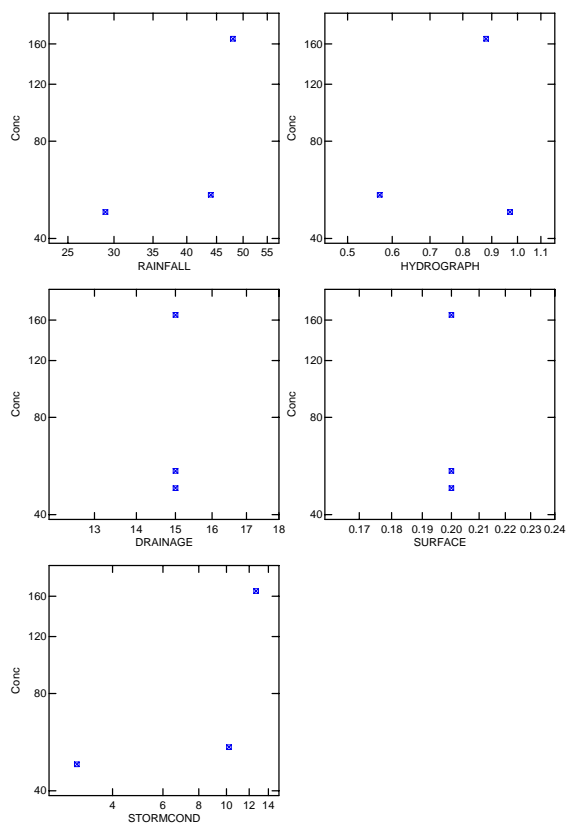 160
120
80
40
Conc
25 30 35 40 45 50 55
RAINFALL
160
120
80
40
Conc
0.5 0.6 0.7 0.8 0.9 1.0 1.1
HYDROGRAPH
160
120
80
40
Conc
13 14 15 16 17 18
DRAINAGE
160
120
80
40
Conc
0.17 0.18 0.19 0.20 0.21 0.22 0.23 0.24
SURFACE
160
120
80
40
Conc
4 6 8 10 12 14
STORMCOND